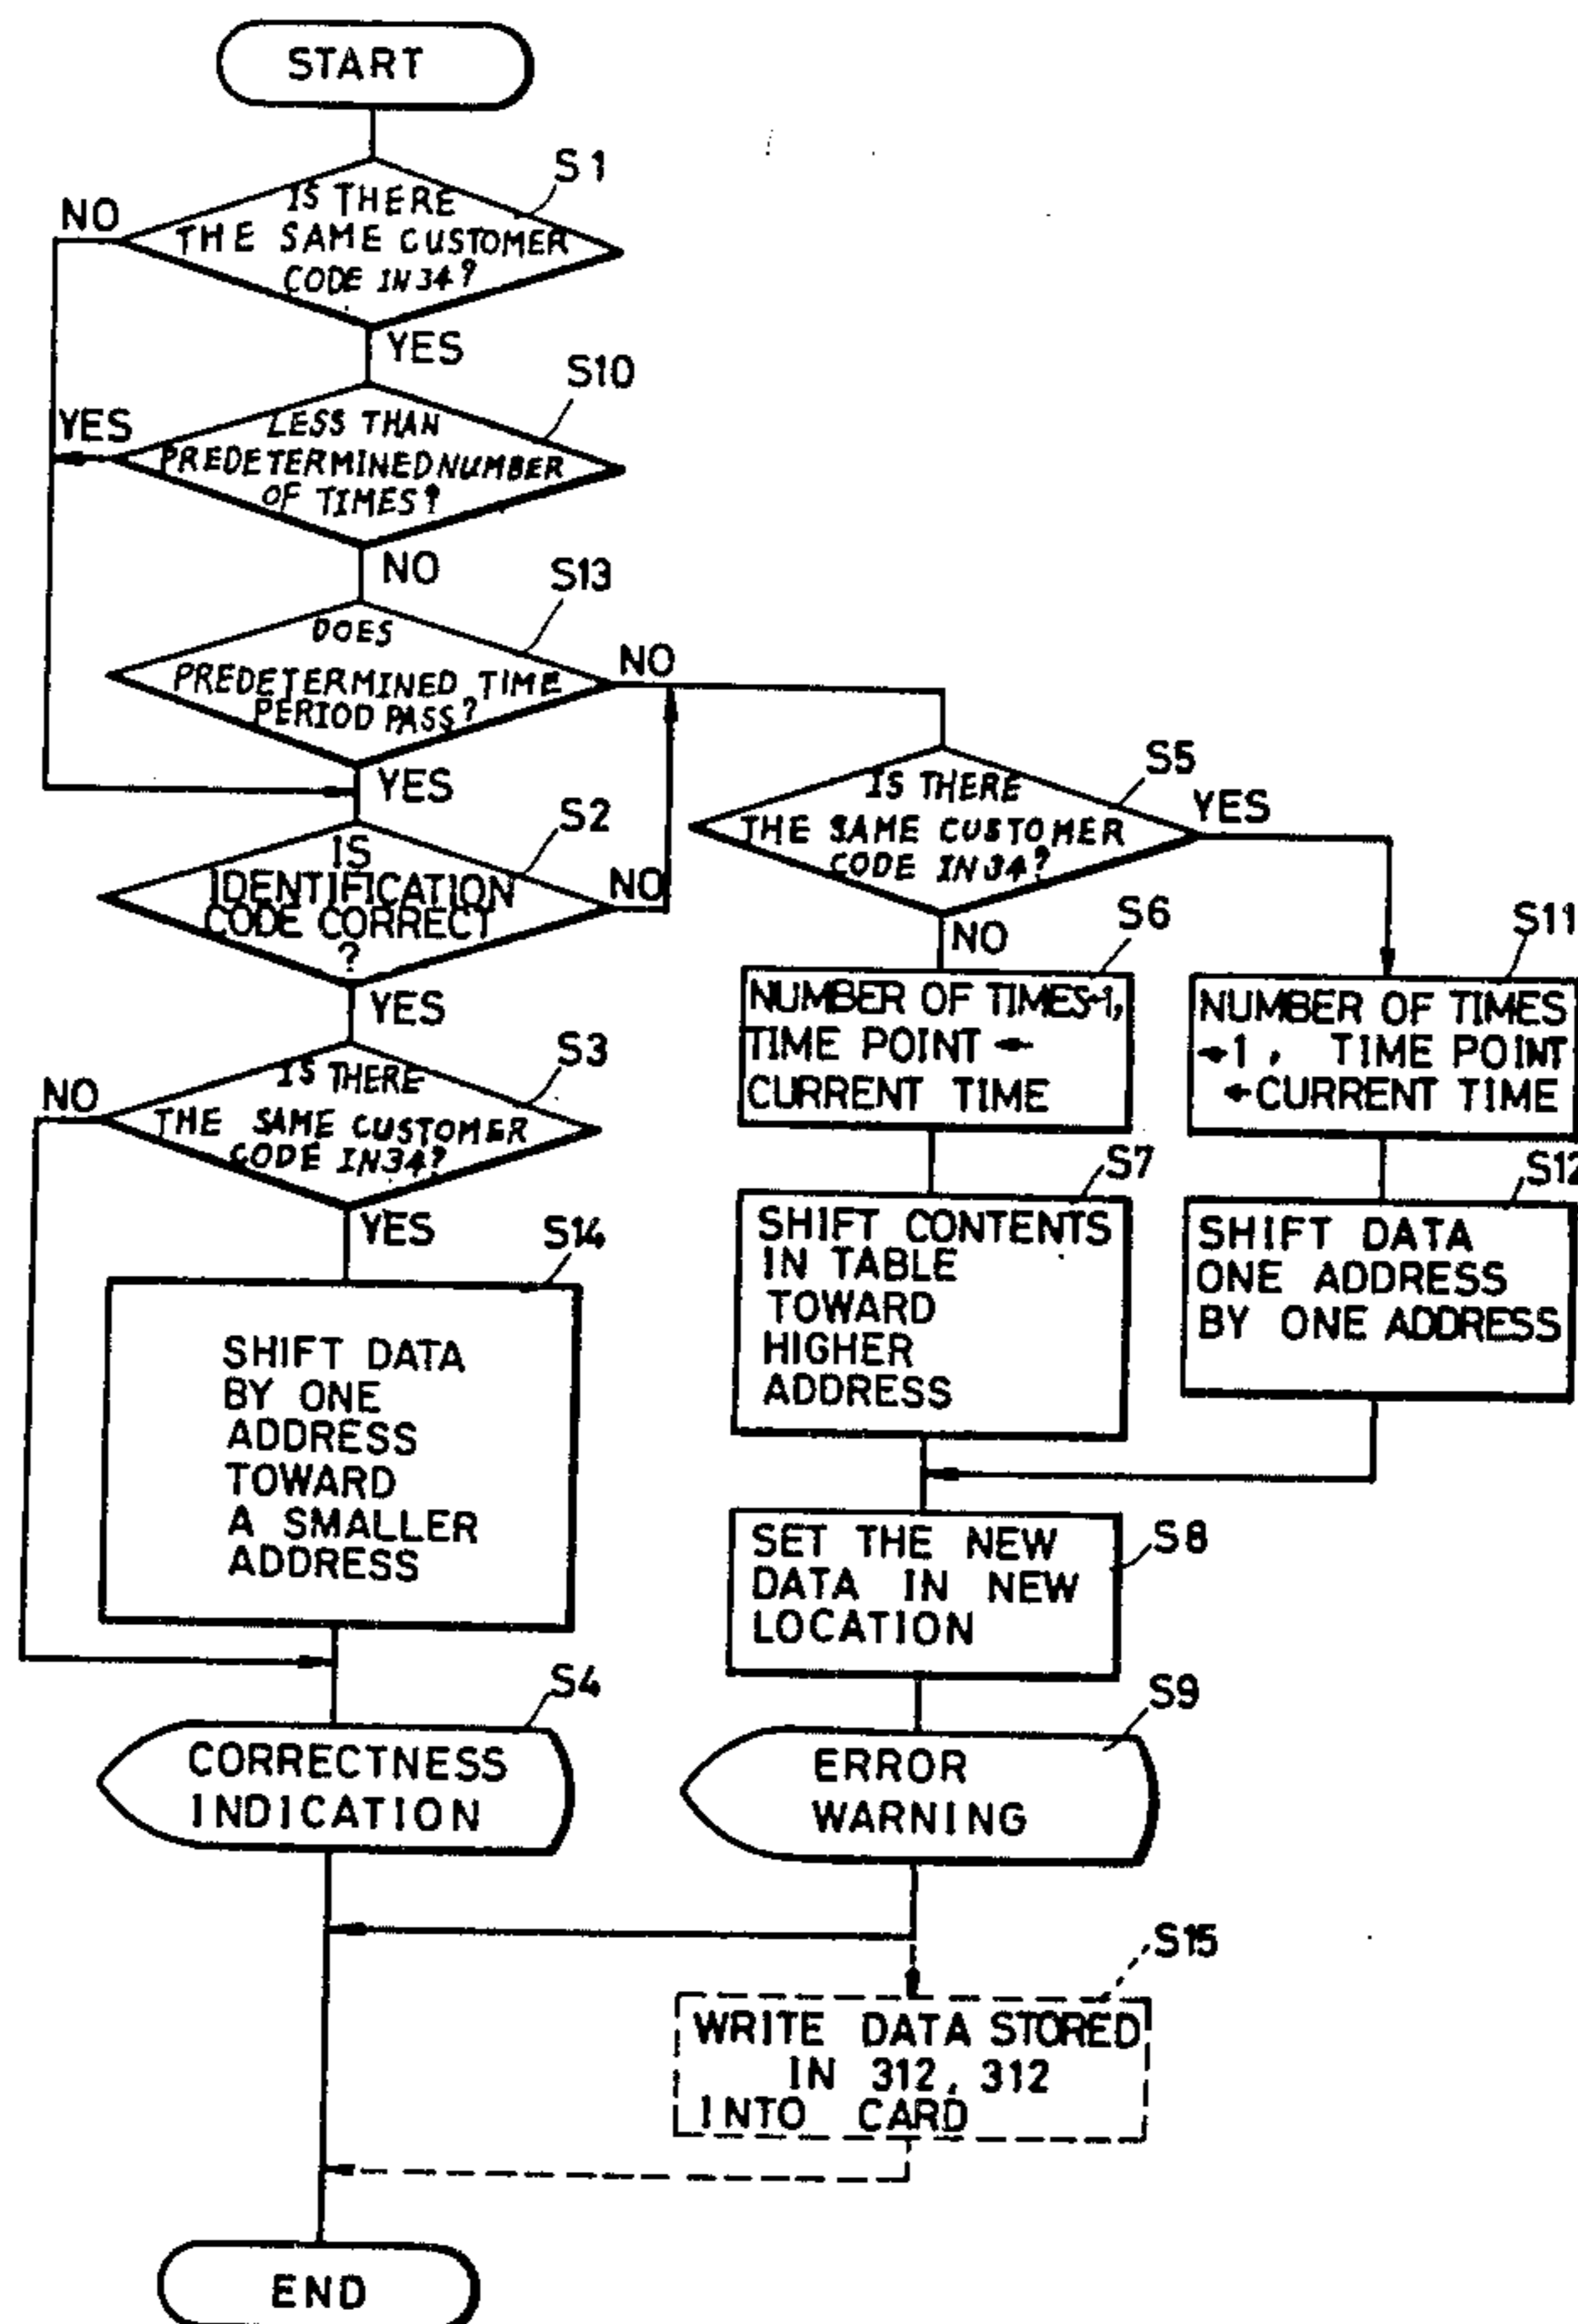 START
S1
IS THERE
THE SAME CUSTOMER
CODE IN 34?
NO
YES
S10
LESS THAN
PREDETERMINED NUMBER
OF TIMES?
YES
NO
S13
DOES
PREDETERMINED TIME
PERIOD PASS?
NO
YES
S2
IS
IDENTIFICATION
CODE CORRECT
?
NO
YES
S3
IS THERE
THE SAME CUSTOMER
CODE IN 34?
NO
YES
S14
SHIFT DATA
BY ONE
ADDRESS
TOWARD
A SMALLER
ADDRESS
S4
CORRECTNESS
INDICATION
S5
IS THERE
THE SAME CUSTOMER
CODE IN 34?
YES
NO
S6
NUMBER OF TIMES←1,
TIME POINT ←
CURRENT TIME
S11
NUMBER OF TIMES
←1, TIME POINT
←CURRENT TIME
S7
SHIFT CONTENTS
IN TABLE
TOWARD
HIGHER
ADDRESS
S12
SHIFT DATA
ONE ADDRESS
BY ONE ADDRESS
S8
SET THE NEW
DATA IN NEW
LOCATION
S9
ERROR
WARNING
S15
WRITE DATA STORED
IN 312, 312
INTO CARD
END